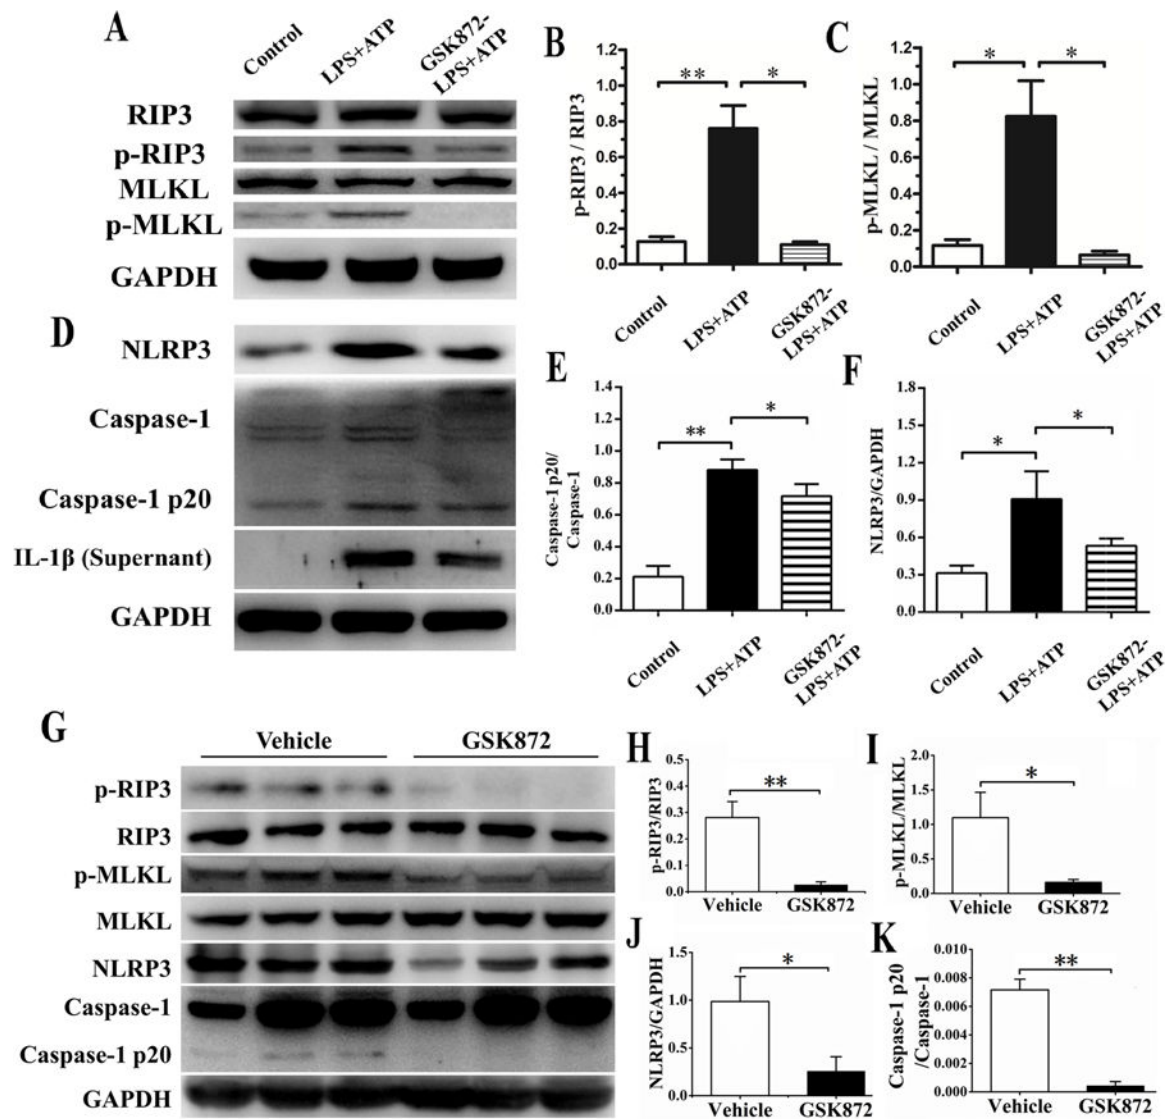 A
Control
LPS+ATP
GSK872-
LPS+ATP
RIP3
p-RIP3
MLKL
p-MLKL
GAPDH
B
p-RIP3 / RIP3
1.2
1.0
0.8
0.6
0.4
0.2
0.0
**
*
Control
LPS+ATP
GSK872-
LPS+ATP
C
p-MLKL / MLKL
1.2
1.0
0.8
0.6
0.4
0.2
0.0
*
*
Control
LPS+ATP
GSK872-
LPS+ATP
D
NLRP3
Caspase-1
Caspase-1 p20
IL-1β (Supernant)
GAPDH
E
Caspase-1 p20/
Caspase-1
1.4
1.2
1.0
0.8
0.6
0.4
0.2
0.0
**
*
Control
LPS+ATP
GSK872-
LPS+ATP
F
NLRP3/GAPDH
1.8
1.5
1.2
0.9
0.6
0.3
0.0
*
*
Control
LPS+ATP
GSK872-
LPS+ATP
G
Vehicle GSK872
p-RIP3
RIP3
p-MLKL
MLKL
NLRP3
Caspase-1
Caspase-1 p20
GAPDH
H
p-RIP3/RIP3
0.5
0.4
0.3
0.2
0.1
0.0
**
Vehicle GSK872
I
p-MLKL/MLKL
2.0
1.5
1.0
0.5
0.0
*
Vehicle GSK872
J
NLRP3/GAPDH
1.5
1.0
0.5
0.0
*
Vehicle GSK872
K
Caspase-1 p20
/Caspase-1
0.010
0.008
0.006
0.004
0.002
0.000
**
Vehicle GSK872